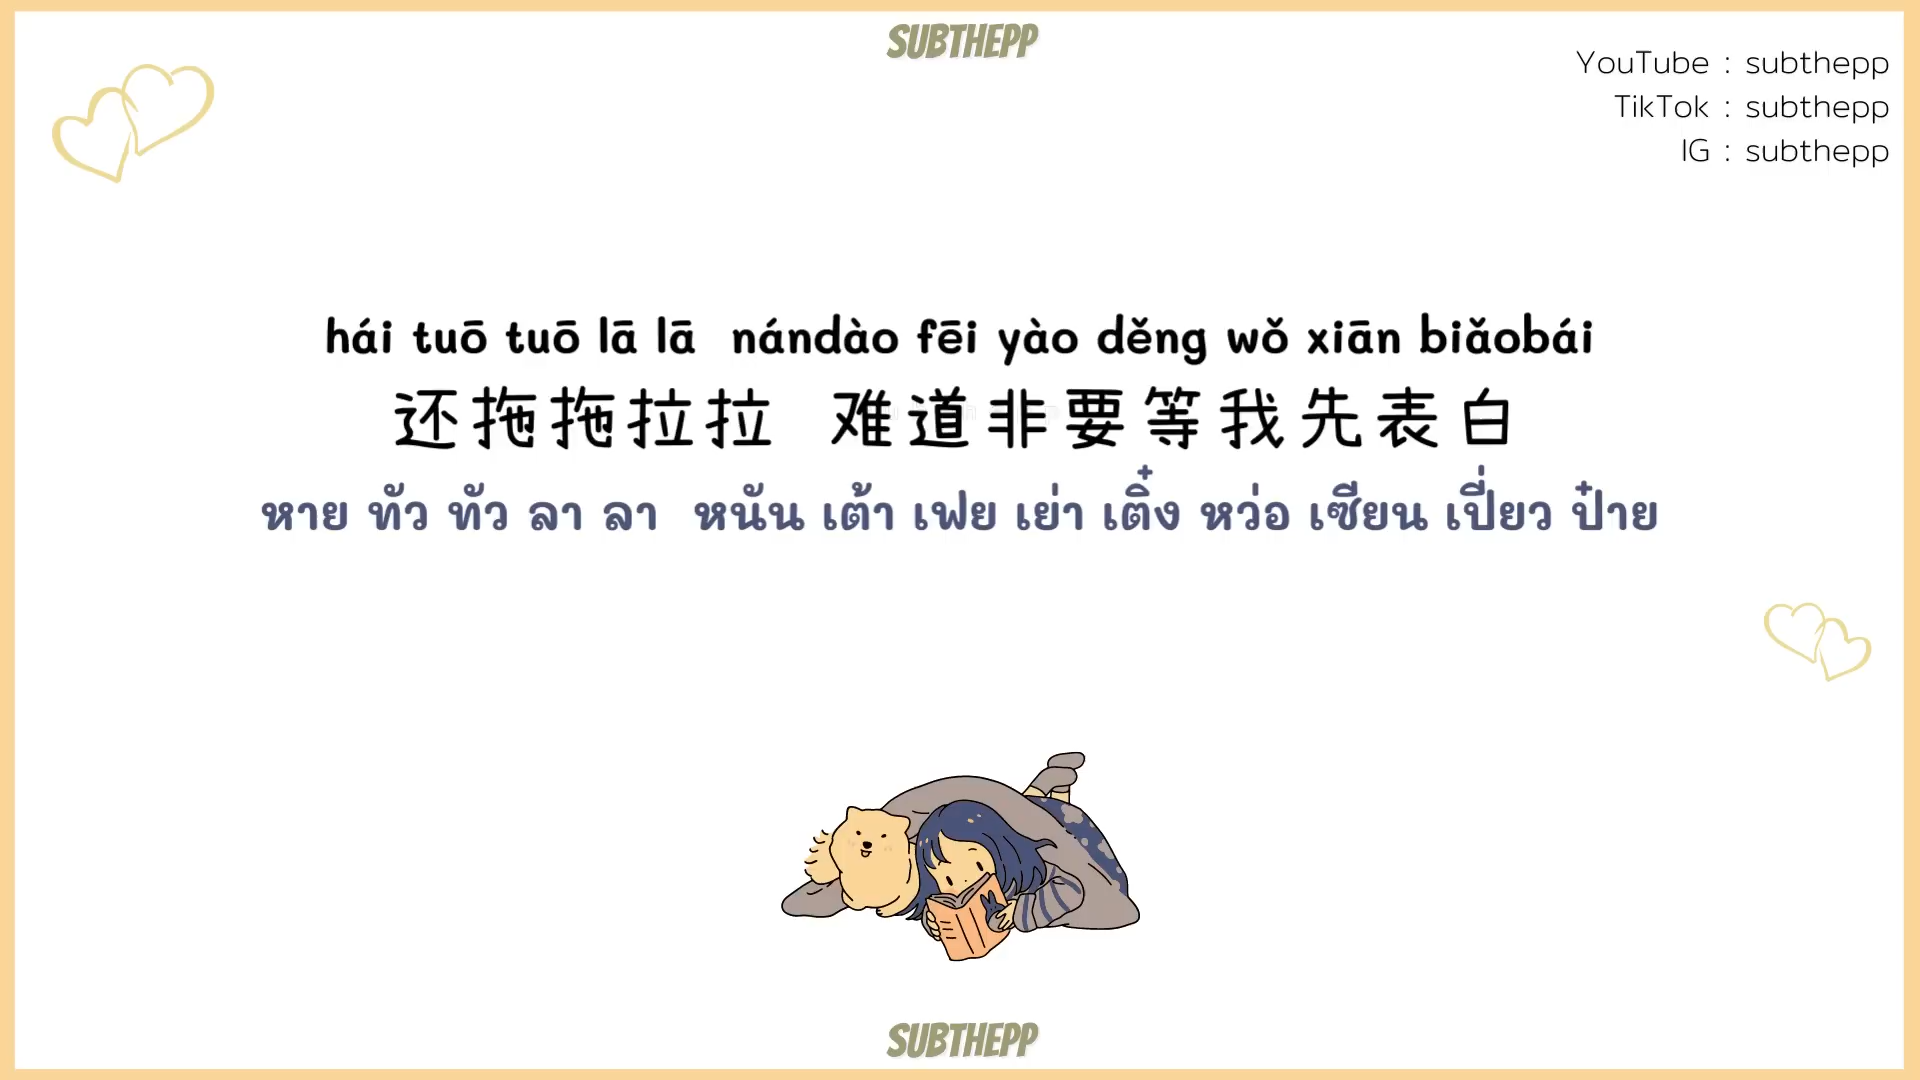 SUBTHEPP
YouTube : subthepp
TikTok : subthepp
IG : subthepp
hái tuō tuō lā lā nándào fēi yào děng wǒ xiān biǎobái
还拖拖拉拉 难道非要等我先表白
หาย ทัว ทัว ลา ลา หนัน เต้า เฟย เย่า เติ๋ง หว่อ เซียน เปี่ยว ป๋าย
SUBTHEPP